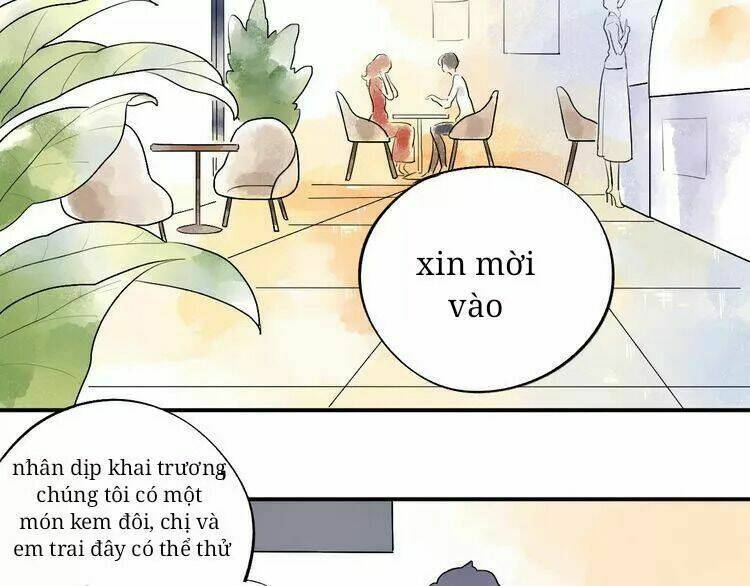 xin mời
vào
nhân dịp khai trương
chúng tôi có một
món kem đôi, chị và
em trai đây có thể thử